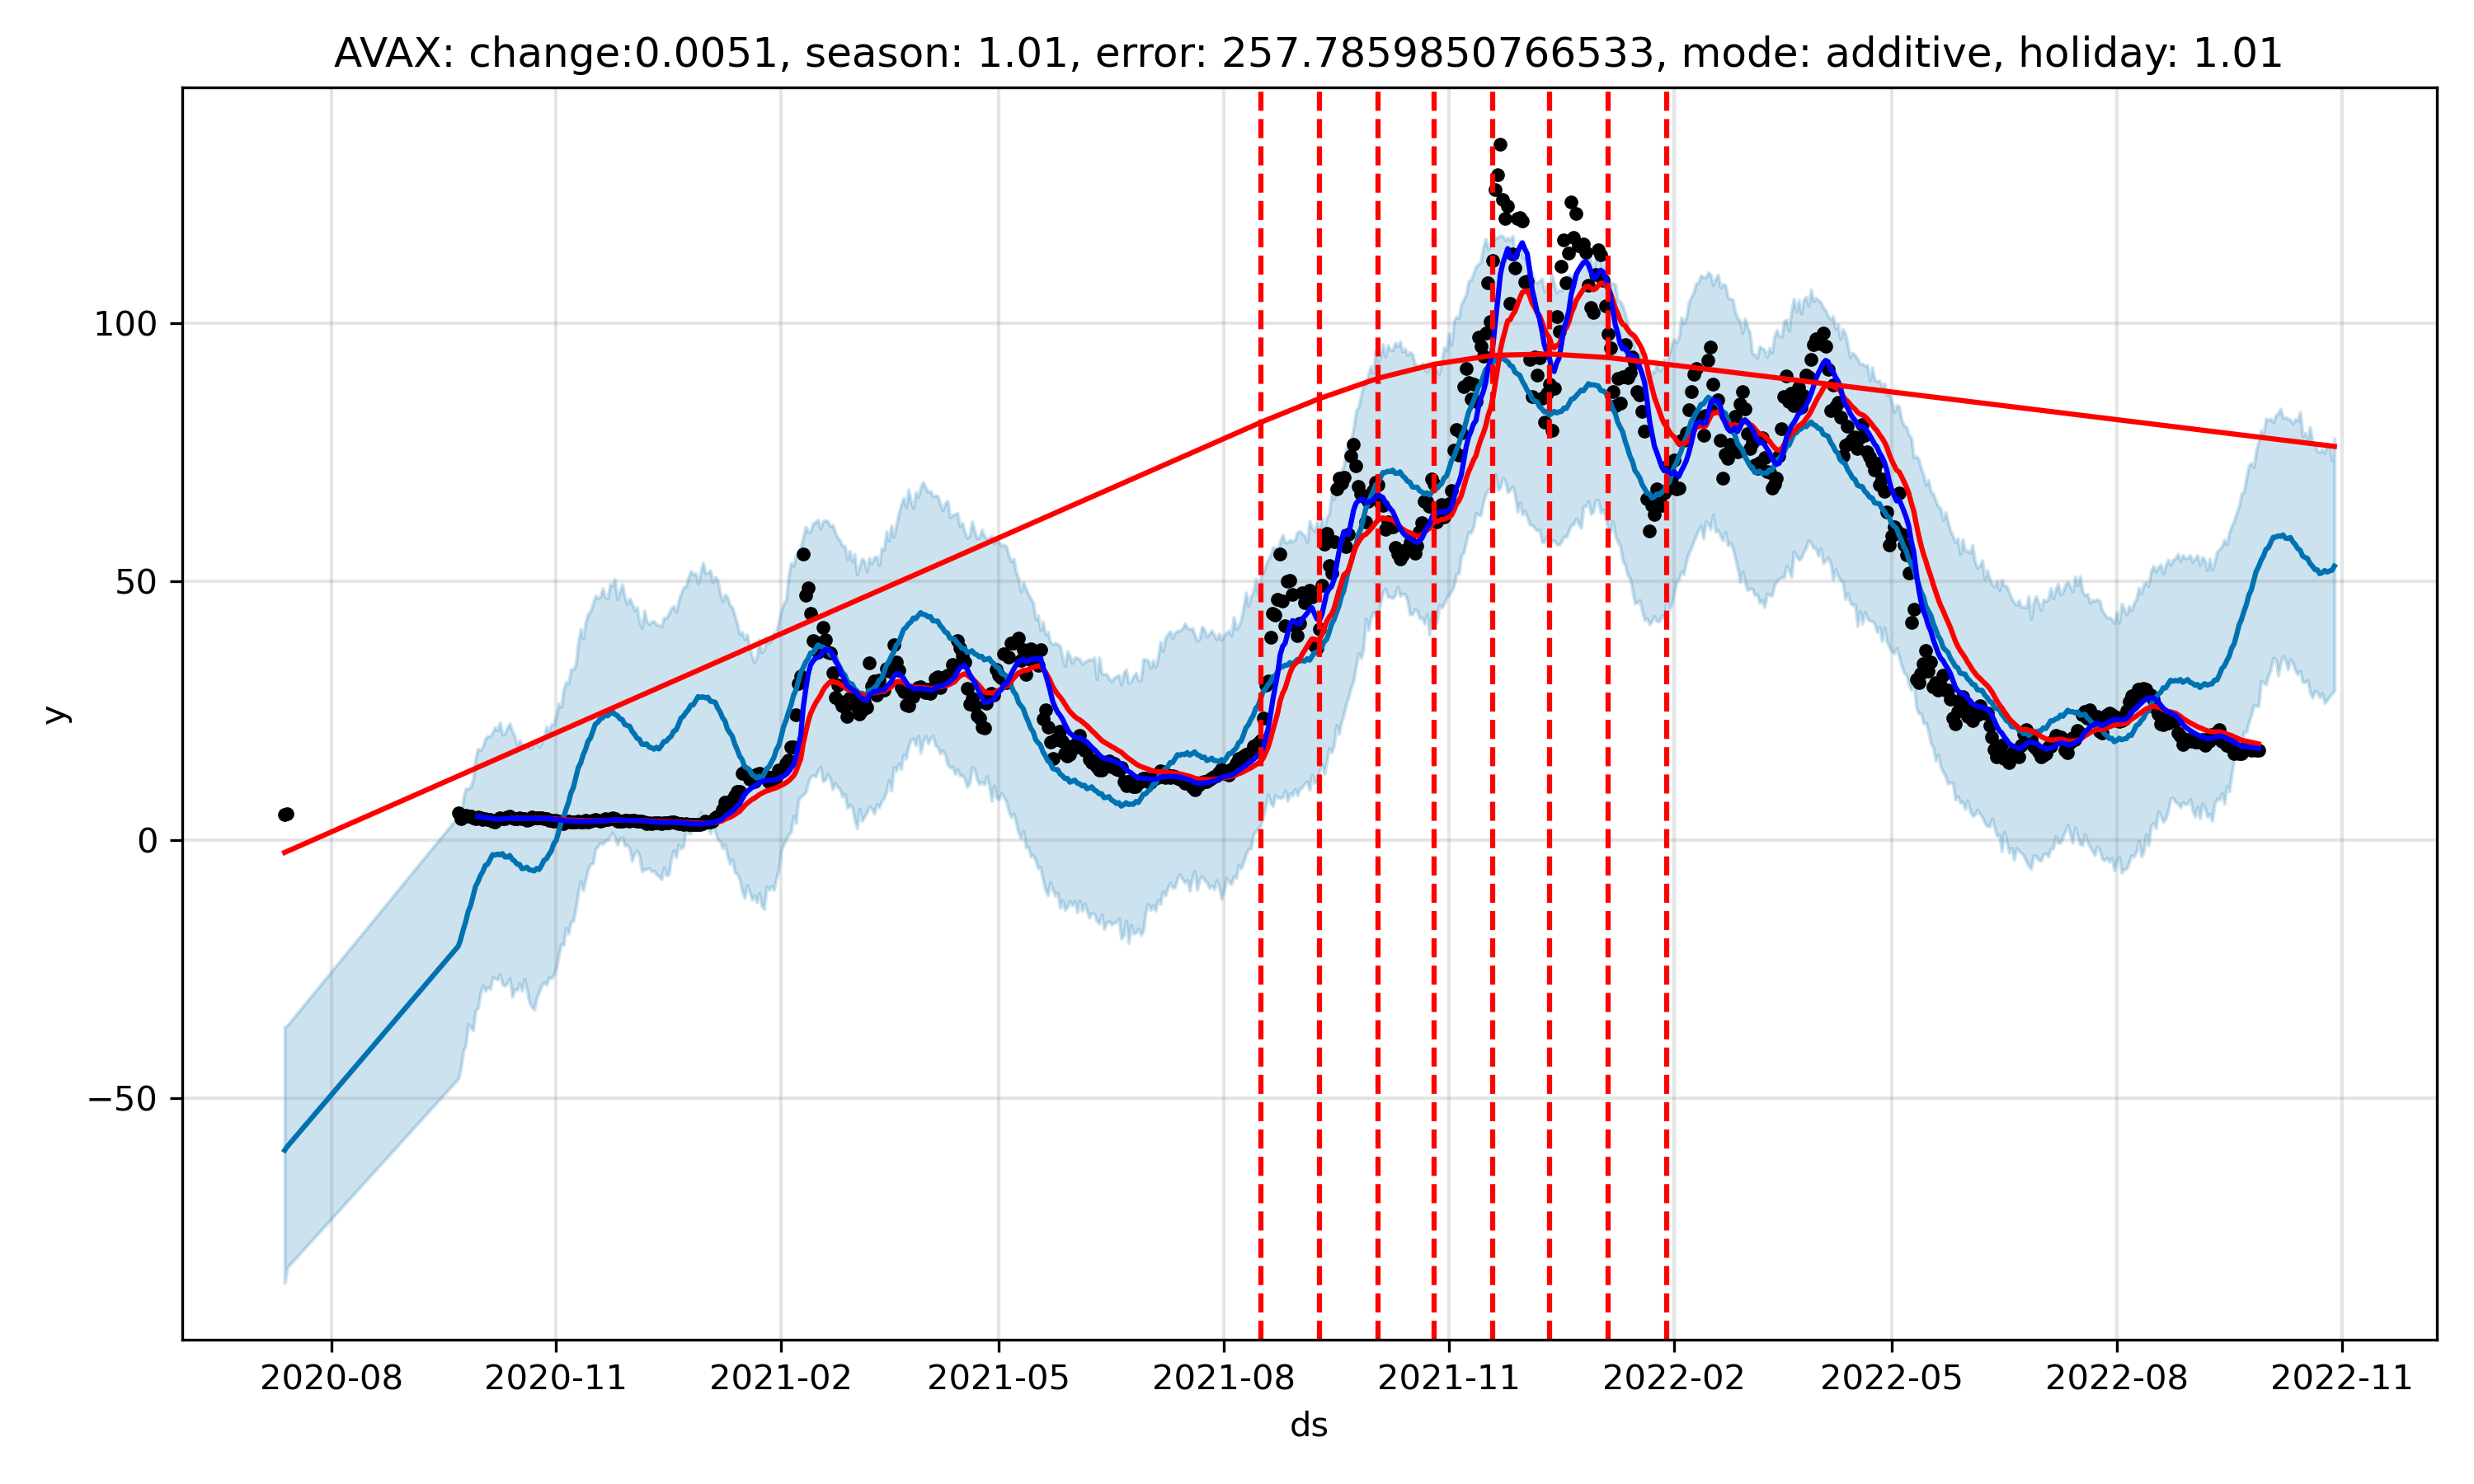 AVAX: change:0.0051, season: 1.01, error: 257.7859850766533, mode: additive, holiday: 1.01
y
100
50
0
−50
2020-08 2020-11 2021-02 2021-05 2021-08 2021-11 2022-02 2022-05 2022-08 2022-11
ds